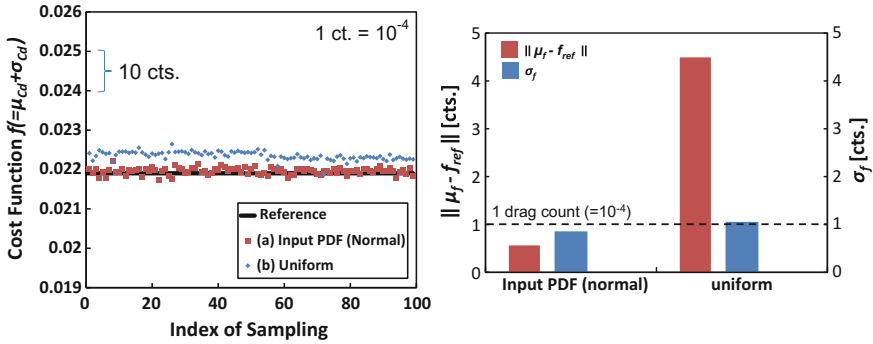 Cost Function f(=μCd+σCd)
0.026
0.025
0.024
0.023
0.022
0.021
0.02
0.019
1 ct. = 10-4
10 cts.
Reference
(a) Input PDF (Normal)
(b) Uniform
0 20 40 60 80 100
Index of Sampling
|| μf - fref || [cts.]
5
4
3
2
1
0
|| μf - fref ||
σf
1 drag count (=10-4)
Input PDF (normal) uniform
5
4
3
2
1
0
σf [cts.]